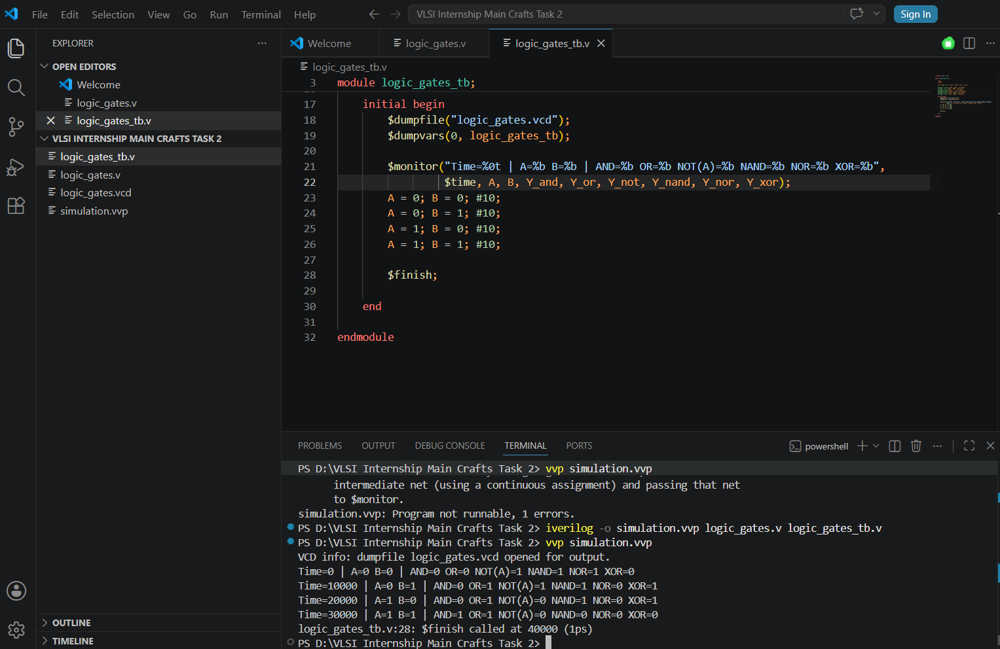 File Edit Selection View Go Run Terminal Help
VLSI Internship Main Crafts Task 2
Sign In
EXPLORER
OPEN EDITORS
Welcome
logic_gates.v
logic_gates_tb.v
VLSI INTERNSHIP MAIN CRAFTS TASK 2
logic_gates_tb.v
logic_gates.v
logic_gates.vcd
simulation.vvp
OUTLINE
TIMELINE
Welcome logic_gates.v logic_gates_tb.v
logic_gates_tb.v
3 module logic_gates_tb;
17 initial begin
18 $dumpfile("logic_gates.vcd");
19 $dumpvars(0, logic_gates_tb);
20
21 $monitor("Time=%0t | A=%b B=%b | AND=%b OR=%b NOT(A)=%b NAND=%b NOR=%b XOR=%b",
22 $time, A, B, Y_and, Y_or, Y_not, Y_nand, Y_nor, Y_xor);
23 A = 0; B = 0; #10;
24 A = 0; B = 1; #10;
25 A = 1; B = 0; #10;
26 A = 1; B = 1; #10;
27
28 $finish;
29
30 end
31
32 endmodule
PROBLEMS OUTPUT DEBUG CONSOLE TERMINAL PORTS
powershell
PS D:\VLSI Internship Main Crafts Task 2> vvp simulation.vvp
intermediate net (using a continuous assignment) and passing that net
to $monitor.
simulation.vvp: Program not runnable, 1 errors.
PS D:\VLSI Internship Main Crafts Task 2> iverilog -o simulation.vvp logic_gates.v logic_gates_tb.v
PS D:\VLSI Internship Main Crafts Task 2> vvp simulation.vvp
VCD info: dumpfile logic_gates.vcd opened for output.
Time=0 | A=0 B=0 | AND=0 OR=0 NOT(A)=1 NAND=1 NOR=1 XOR=0
Time=10000 | A=0 B=1 | AND=0 OR=1 NOT(A)=1 NAND=1 NOR=0 XOR=1
Time=20000 | A=1 B=0 | AND=0 OR=1 NOT(A)=0 NAND=1 NOR=0 XOR=1
Time=30000 | A=1 B=1 | AND=1 OR=1 NOT(A)=0 NAND=0 NOR=0 XOR=0
logic_gates_tb.v:28: $finish called at 40000 (1ps)
PS D:\VLSI Internship Main Crafts Task 2>